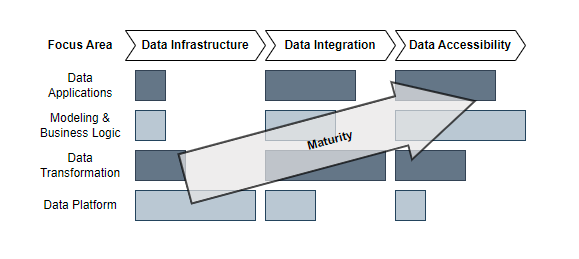 Focus Area
Data Infrastructure
Data Integration
Data Accessibility
Data
Applications
Modeling &
Business Logic
Maturity
Data
Transformation
Data Platform